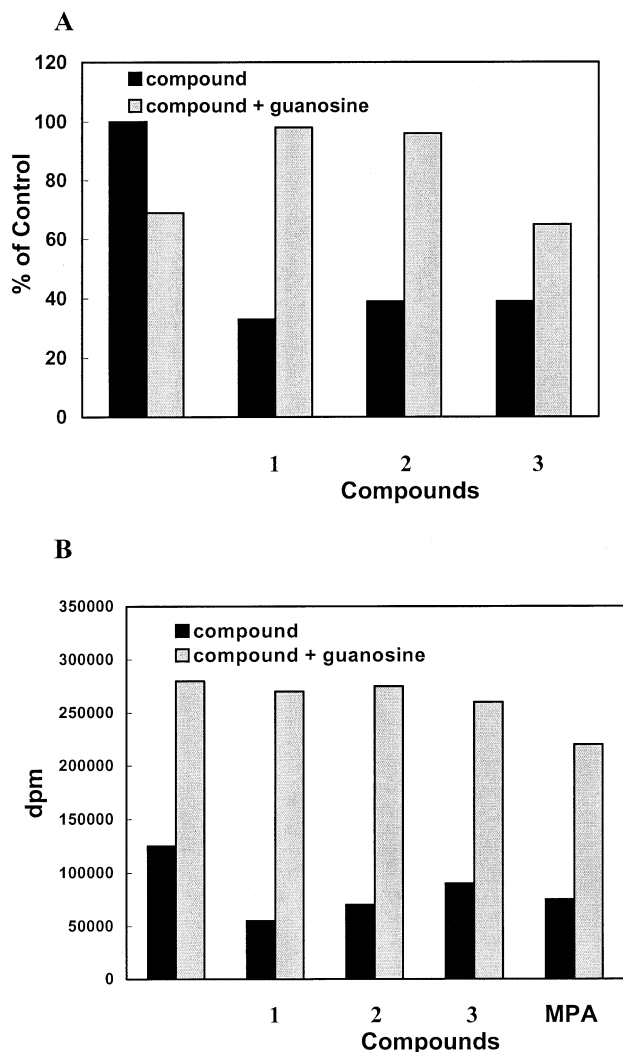 A
120
100
80
60
40
20
0
% of Control
compound
compound + guanosine
1 2 3
Compounds
B
350000
300000
250000
200000
150000
100000
50000
0
dpm
compound
compound + guanosine
1 2 3 MPA
Compounds